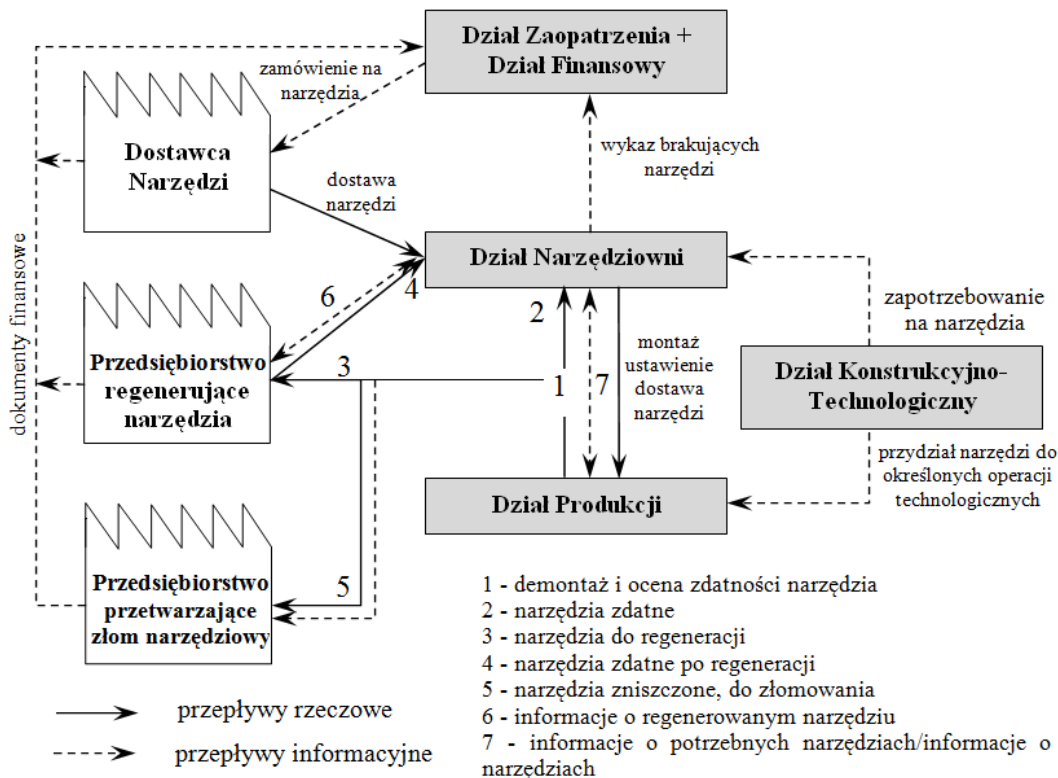 Dział Zaopatrzenia +
Dział Finansowy
zamówienie na
narzędzia
Dostawca
Narzędzi
wykaz brakujących
narzędzi
dostawa
narzędzi
Dział Narzędziowni
dokumenty finansowe
6
4
2
zapotrzebowanie
na narzędzia
Przedsiębiorstwo
regenerujące
narzędzia
3
1
7
montaż
ustawienie
dostawa
narzędzi
Dział Konstrukcyjno-
Technologiczny
przydział narzędzi do
określonych operacji
technologicznych
Dział Produkcji
Przedsiębiorstwo
przetwarzające
złom narzędziowy
5
1 - demontaż i ocena zdatności narzędzia
2 - narzędzia zdatne
3 - narzędzia do regeneracji
4 - narzędzia zdatne po regeneracji
5 - narzędzia zniszczone, do złomowania
6 - informacje o regenerowanym narzędziu
7 - informacje o potrzebnych narzędziach/informacje o
narzędziach
przepływy rzeczowe
przepływy informacyjne